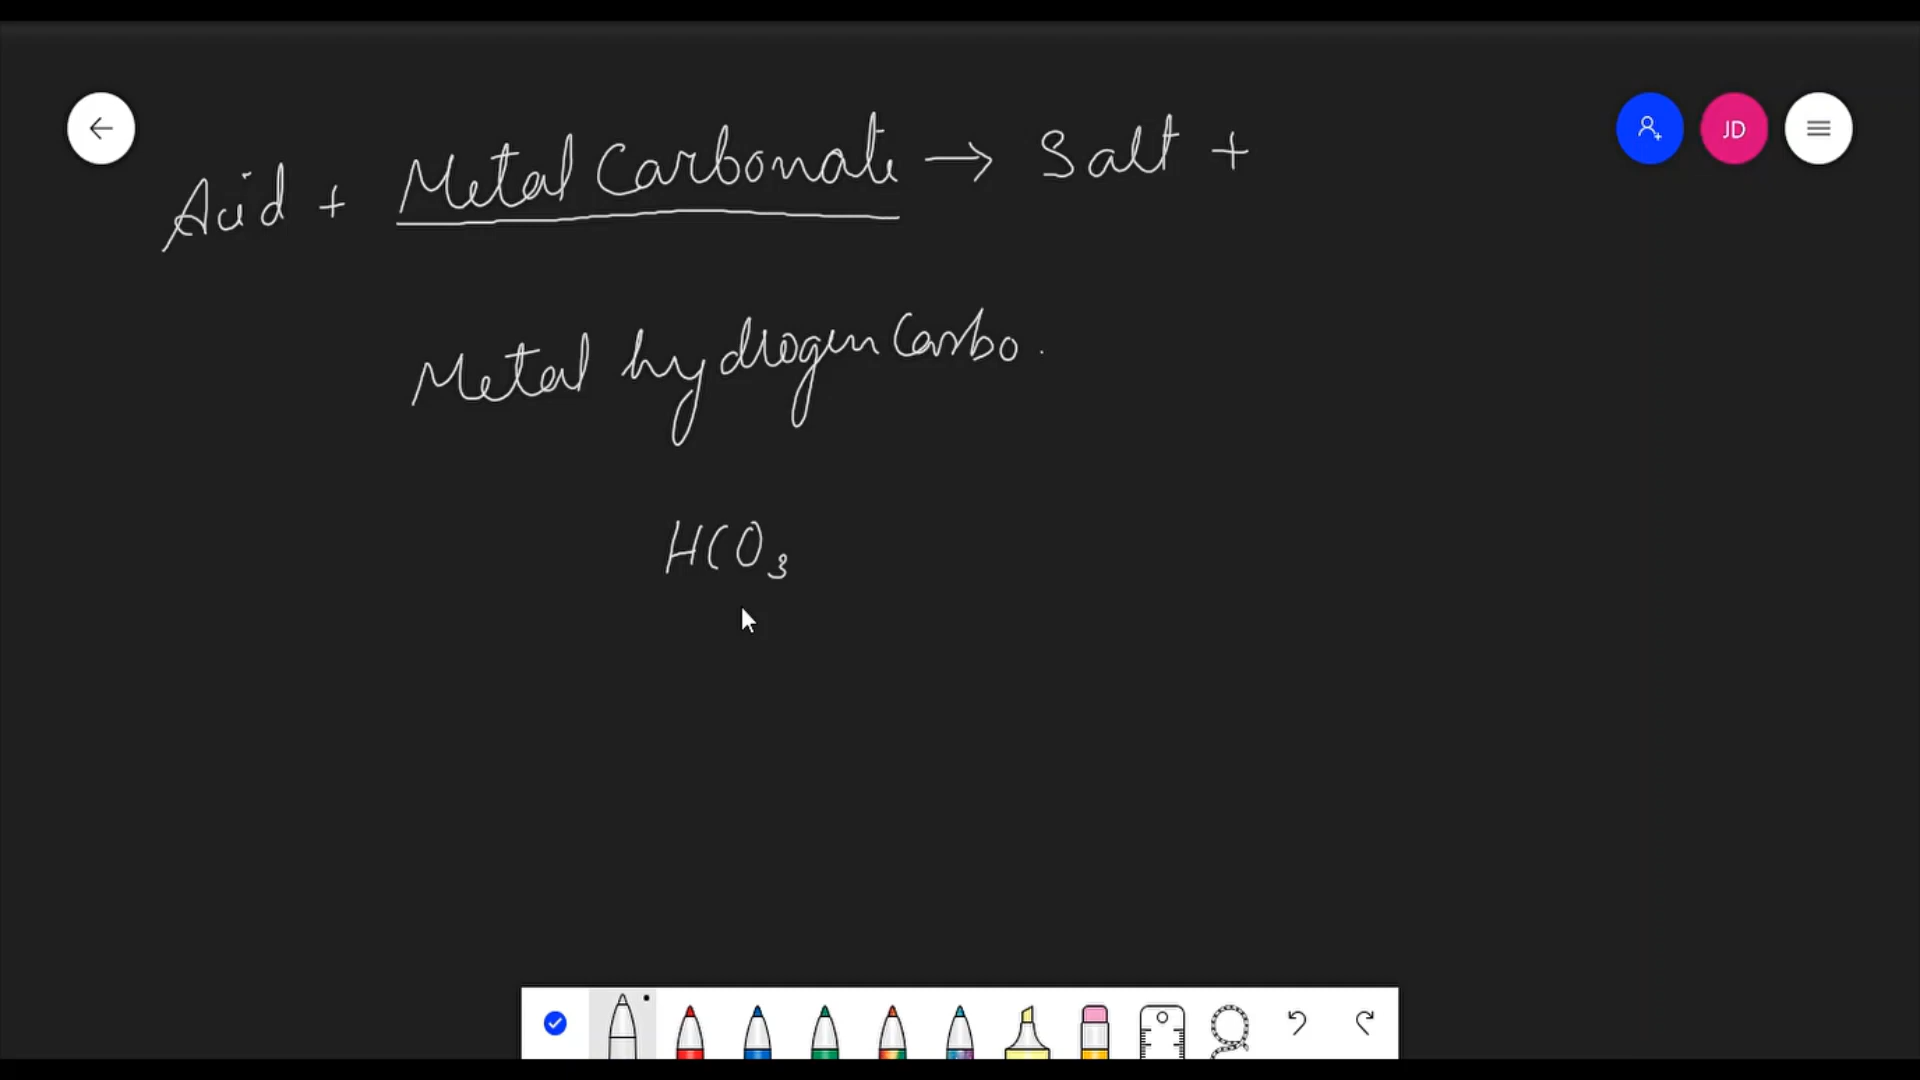 JD
Acid + Metal Carbonate → Salt +
Metal hydrogen Carbo.
HCO₃